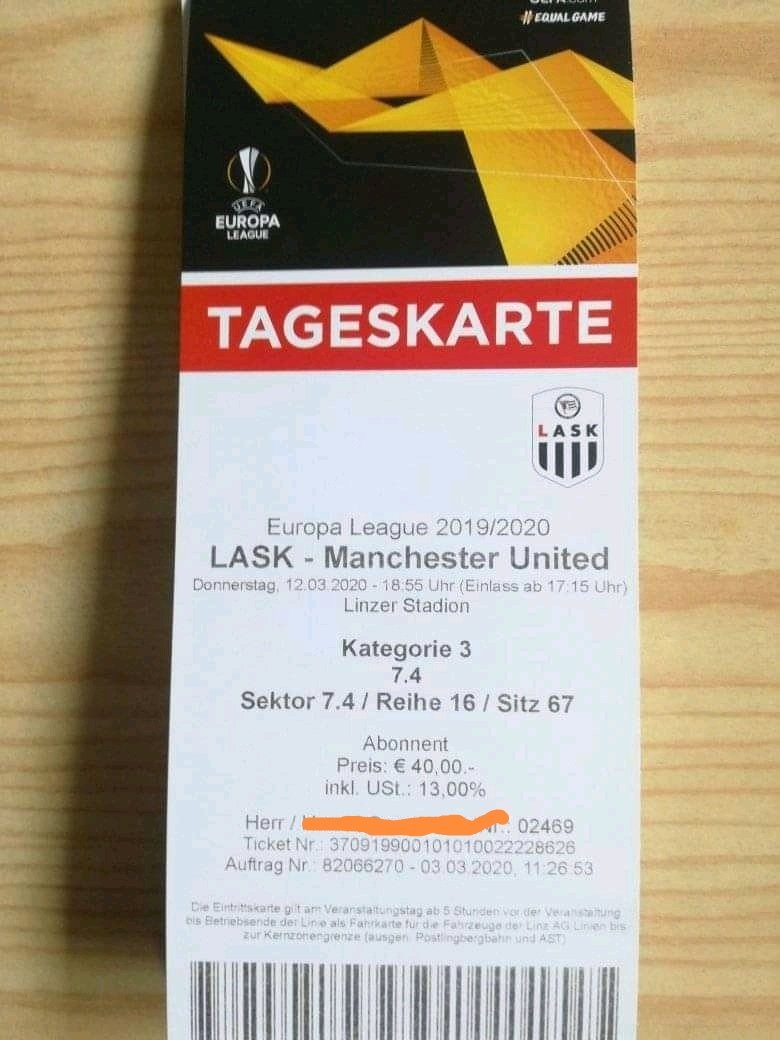 #EQUALGAME
UEFA
EUROPA
LEAGUE
TAGESKARTE
LASK
Europa League 2019/2020
LASK - Manchester United
Donnerstag, 12.03.2020 - 18:55 Uhr (Einlass ab 17:15 Uhr)
Linzer Stadion
Kategorie 3
7.4
Sektor 7.4 / Reihe 16 / Sitz 67
Abonnent
Preis: € 40,00.-
inkl. USt.: 13,00%
Herr / Nr.: 02469
Ticket Nr.: 370919900101010022228626
Auftrag Nr.: 82066270 - 03.03.2020, 11:26:53
Die Eintrittskarte gilt am Veranstaltungstag ab 5 Stunden vor der Veranstaltung
bis Betriebsende der Linie als Fahrkarte für die Fahrzeuge der Linz AG Linien bis
zur Kernzonengrenze (ausgen. Pöstlingbergbahn und AST)